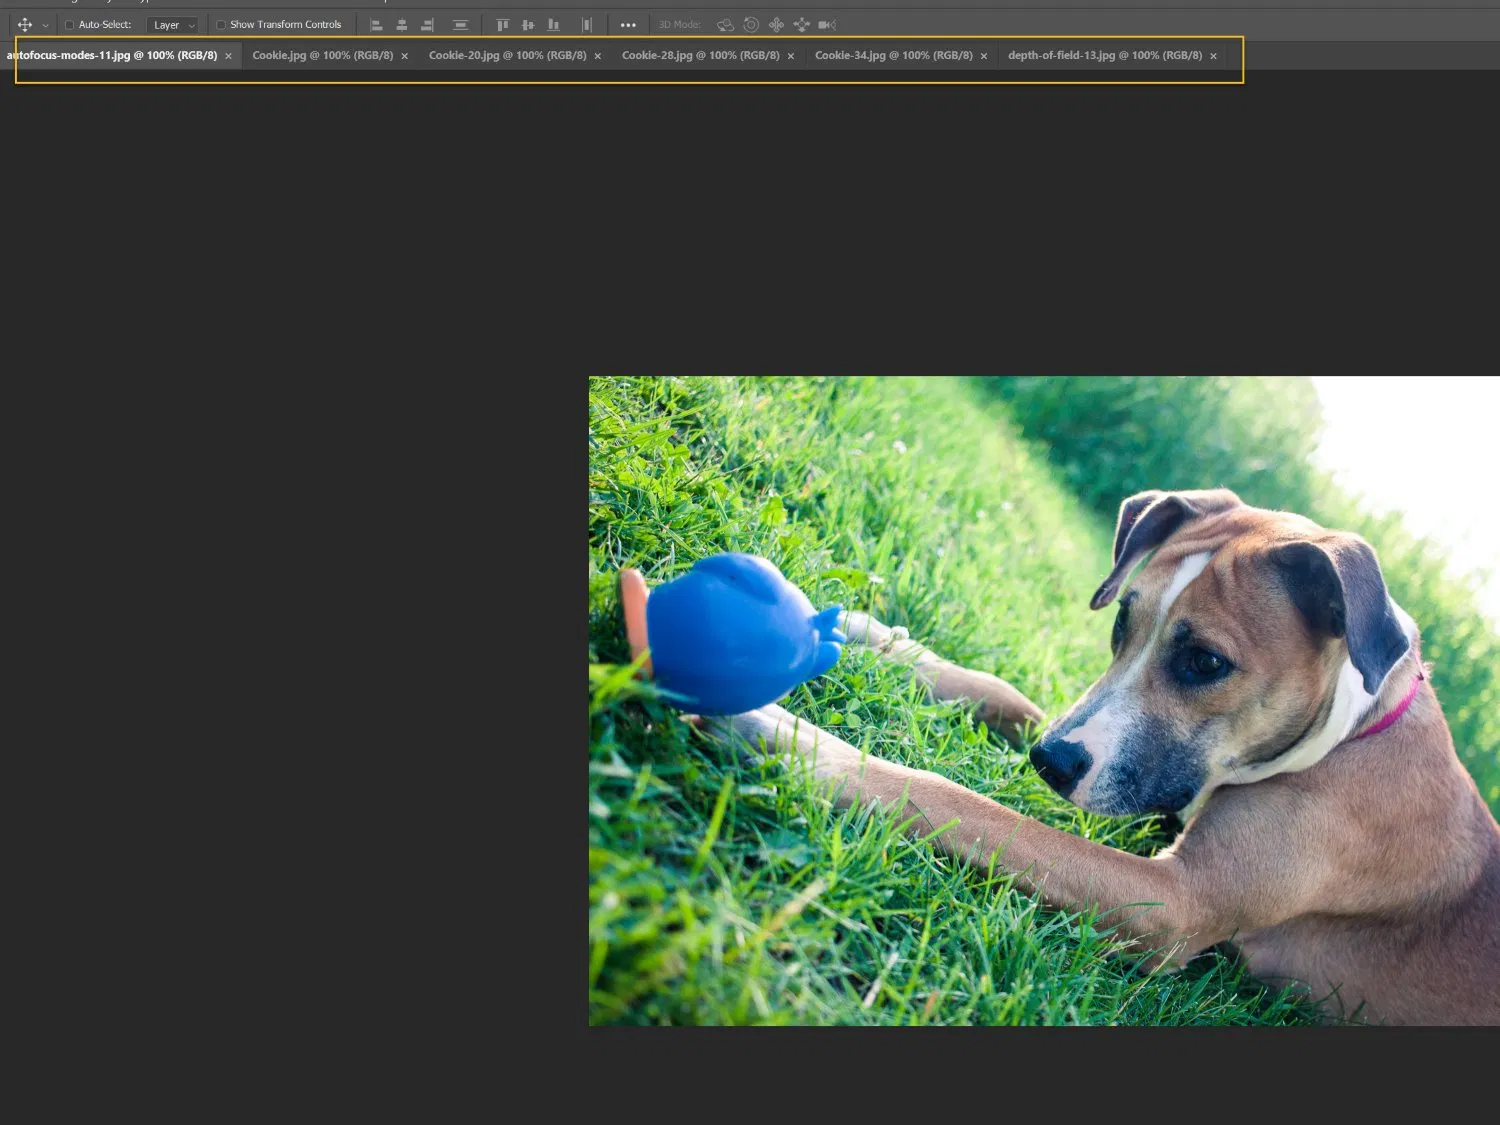 Auto-Select: Layer Show Transform Controls 3D Mode:
autofocus-modes-11.jpg @ 100% (RGB/8) × Cookie.jpg @ 100% (RGB/8) × Cookie-20.jpg @ 100% (RGB/8) × Cookie-28.jpg @ 100% (RGB/8) × Cookie-34.jpg @ 100% (RGB/8) × depth-of-field-13.jpg @ 100% (RGB/8) ×